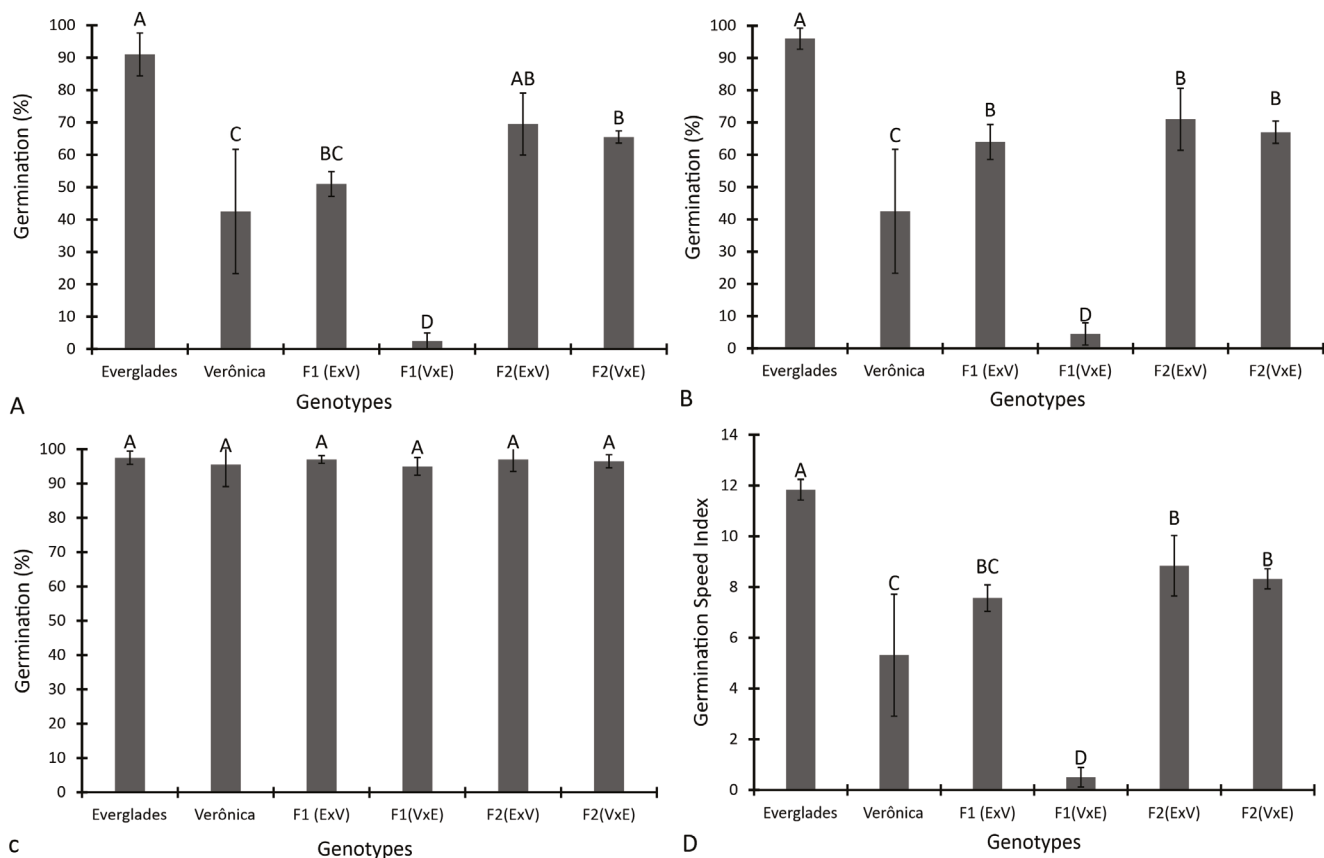 100
90
80
70
60
50
40
30
20
10
0
Germination (%)
A
C
BC
D
AB
B
Everglades Verônica F1 (ExV) F1(VxE) F2(ExV) F2(VxE)
Genotypes
A
100
90
80
70
60
50
40
30
20
10
0
Germination (%)
A
C
B
D
B
B
Everglades Verônica F1 (ExV) F1(VxE) F2(ExV) F2(VxE)
Genotypes
B
100
90
80
70
60
50
40
30
20
10
0
Germination (%)
A A A A A A
Everglades Verônica F1 (ExV) F1(VxE) F2(ExV) F2(VxE)
Genotypes
c
14
12
10
8
6
4
2
0
Germination Speed Index
A
C
BC
D
B
B
Everglades Verônica F1 (ExV) F1(VxE) F2(ExV) F2(VxE)
Genotypes
D